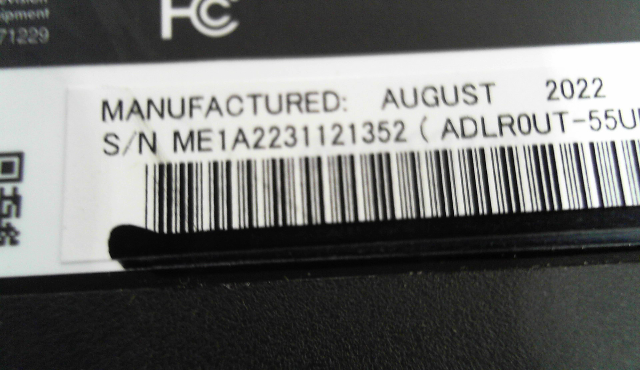 ipment
71229
FC
MANUFACTURED: AUGUST 2022
S/N ME1A2231121352 ( ADLR0UT-55U